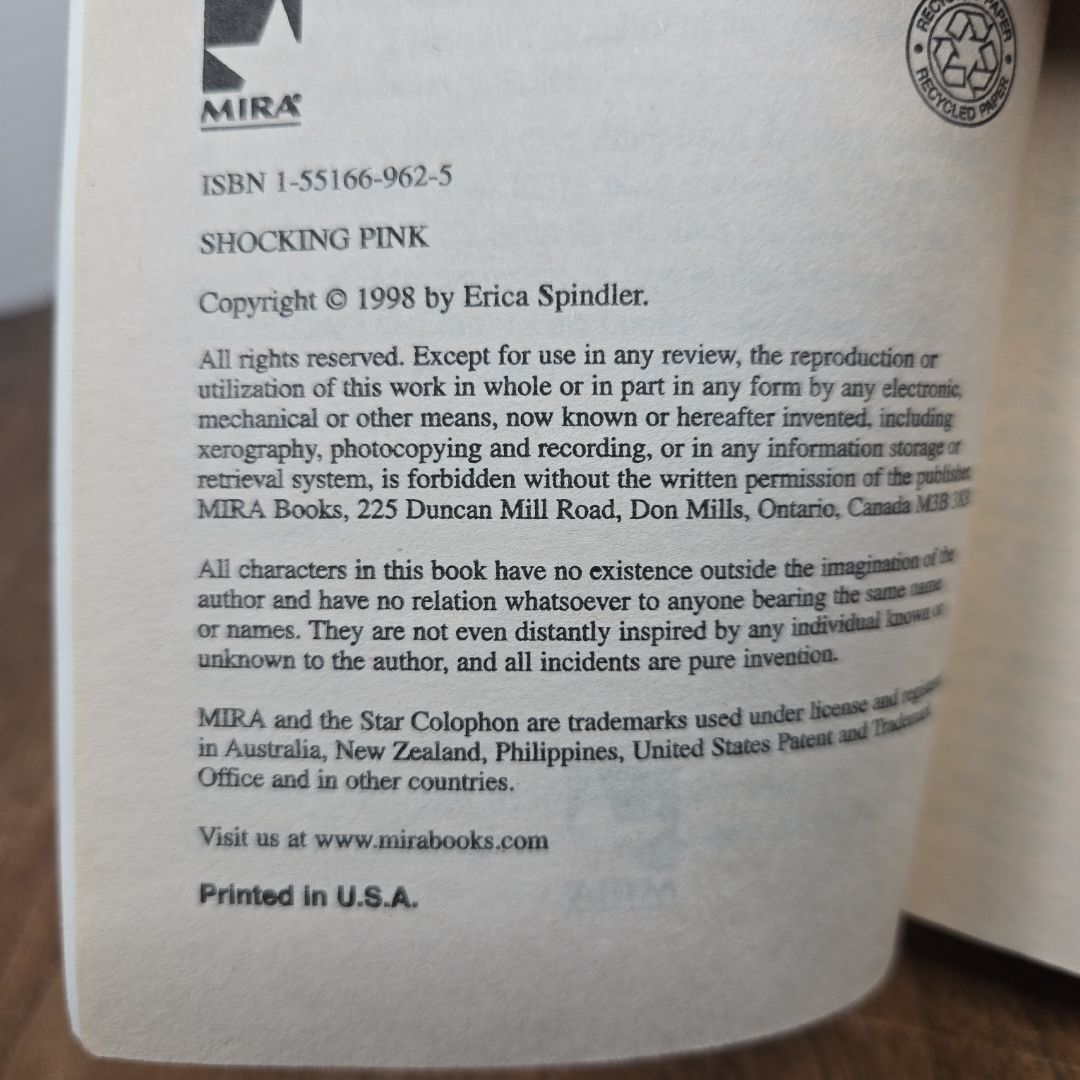 MIRA®
RECYCLED PAPER
RECYCLED PAPER
ISBN 1-55166-962-5
SHOCKING PINK
Copyright © 1998 by Erica Spindler.
All rights reserved. Except for use in any review, the reproduction or
utilization of this work in whole or in part in any form by any electronic,
mechanical or other means, now known or hereafter invented, including
xerography, photocopying and recording, or in any information storage or
retrieval system, is forbidden without the written permission of the publisher,
MIRA Books, 225 Duncan Mill Road, Don Mills, Ontario, Canada M3B
All characters in this book have no existence outside the imagination of the
author and have no relation whatsoever to anyone bearing the same name
or names. They are not even distantly inspired by any individual known or
unknown to the author, and all incidents are pure invention.
MIRA and the Star Colophon are trademarks used under license and registered
in Australia, New Zealand, Philippines, United States Patent and Trademark
Office and in other countries.
Visit us at www.mirabooks.com
Printed in U.S.A.